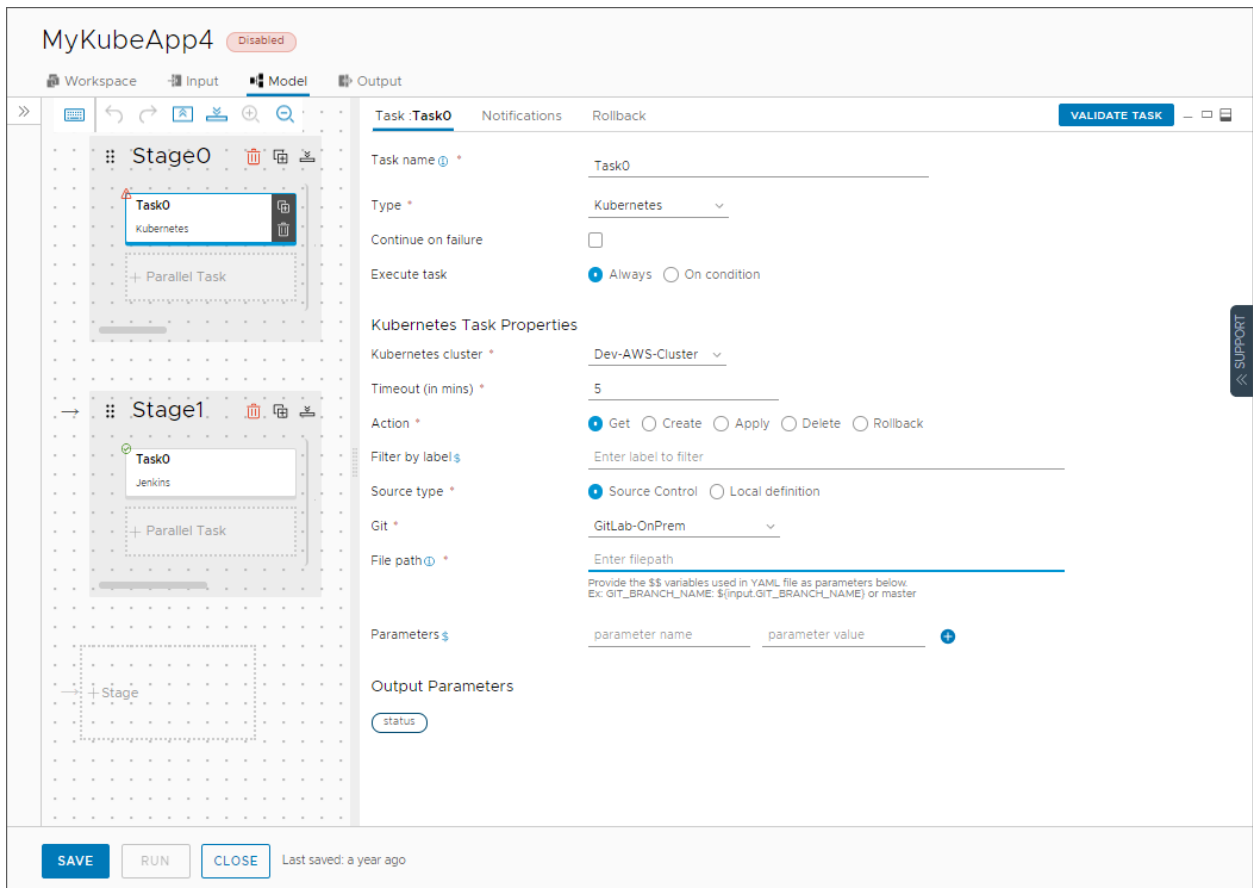 MyKubeApp4 Disabled
Workspace Input Model Output
Task :Task0 Notifications Rollback VALIDATE TASK
Stage0
Task0
Kubernetes
+ Parallel Task
Stage1
Task0
Jenkins
+ Parallel Task
+ Stage
Task name * Task0
Type * Kubernetes
Continue on failure
Execute task Always On condition
Kubernetes Task Properties
Kubernetes cluster * Dev-AWS-Cluster
Timeout (in mins) * 5
Action * Get Create Apply Delete Rollback
Filter by label $ Enter label to filter
Source type * Source Control Local definition
Git * GitLab-OnPrem
File path * Enter filepath
Provide the $$ variables used in YAML file as parameters below.
Ex: GIT_BRANCH_NAME: ${input.GIT_BRANCH_NAME} or master
Parameters $ parameter name parameter value
Output Parameters
status
SUPPORT
SAVE RUN CLOSE Last saved: a year ago